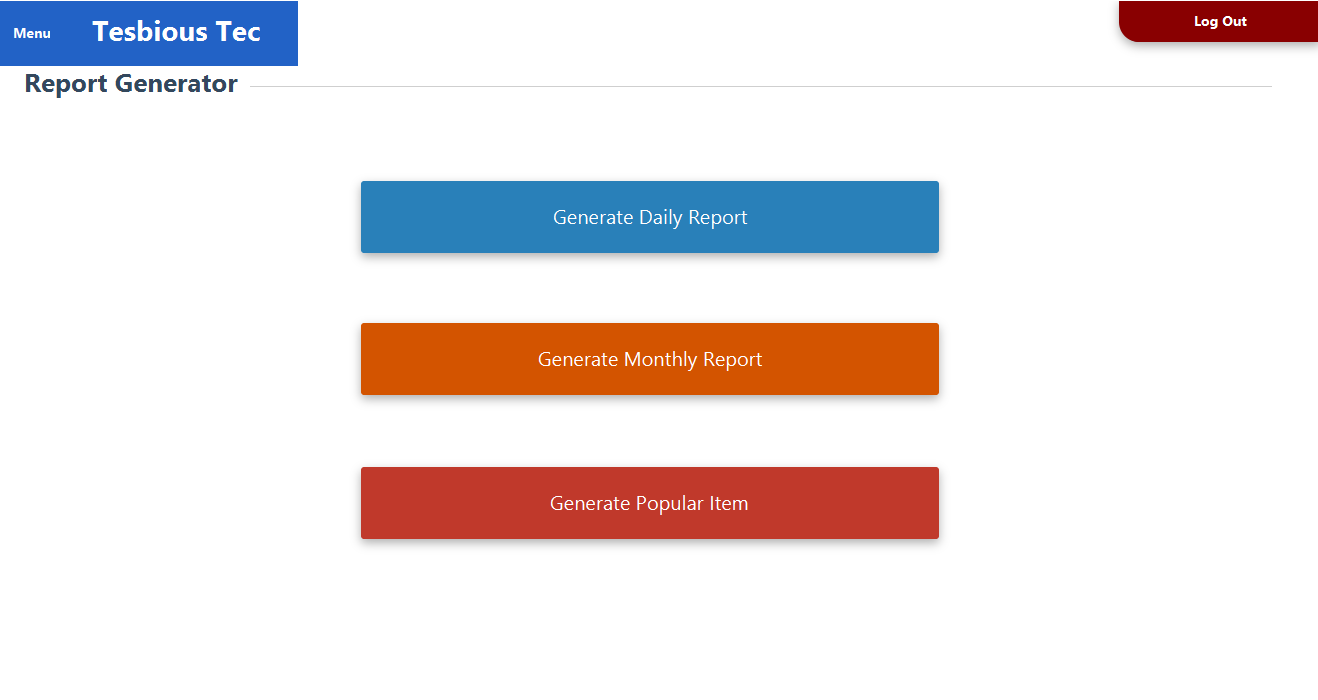 Menu
Tesbious Tec
Log Out
Report Generator
Generate Daily Report
Generate Monthly Report
Generate Popular Item